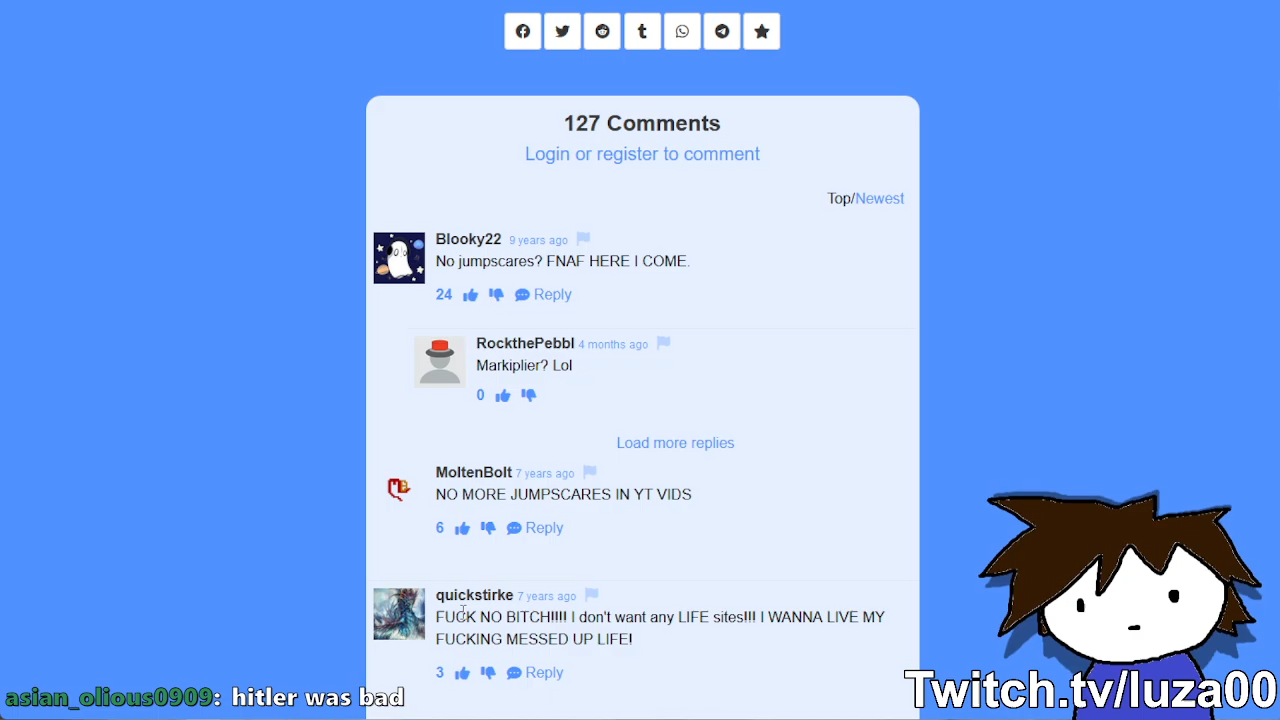 127 Comments
Login or register to comment
Top/Newest
Blooky22 9 years ago
No jumpscares? FNAF HERE I COME.
24 Reply
RockthePebbl 4 months ago
Markiplier? Lol
0
Load more replies
MoltenBolt 7 years ago
NO MORE JUMPSCARES IN YT VIDS
6 Reply
quickstirke 7 years ago
FUCK NO BITCH!!!! I don't want any LIFE sites!!! I WANNA LIVE MY
FUCKING MESSED UP LIFE!
3 Reply
asian_olious0909: hitler was bad
Twitch.tv/luza00